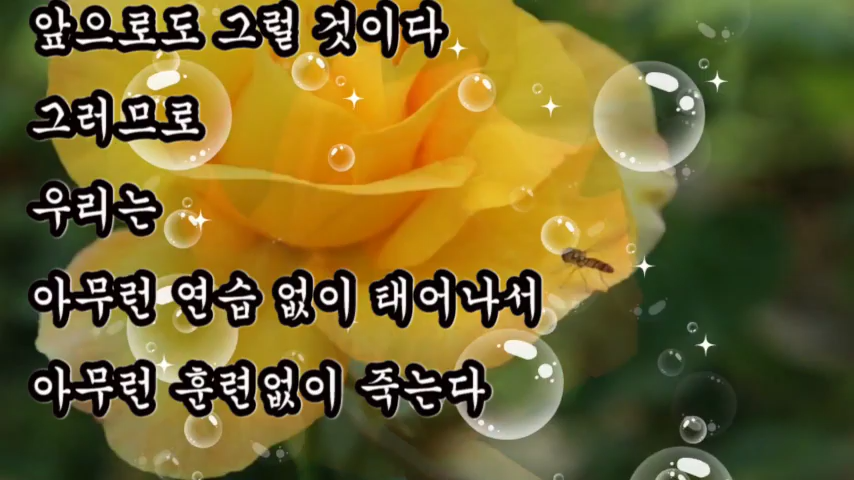 앞으로도 그럴 것이다
그러므로
우리는
아무런 연습 없이 태어나서
아무런 훈련없이 죽는다